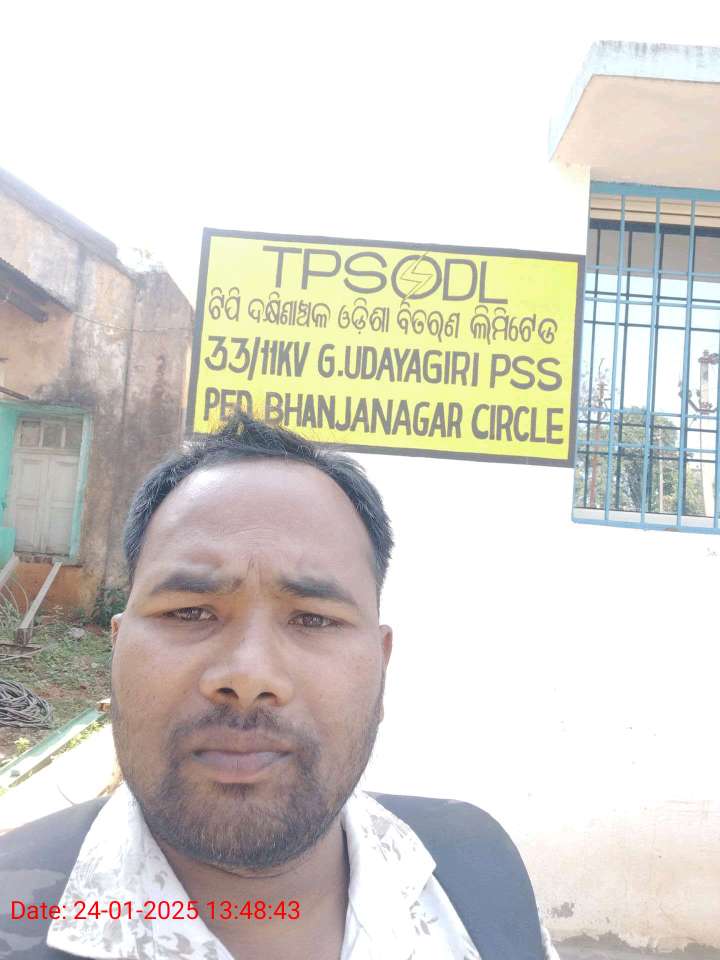 TPSODL
ଟିପି ଦକ୍ଷିଣାଞ୍ଚଳ ଓଡ଼ିଶା ବିତରଣ ଲିମିଟେଡ
33/11KV G.UDAYAGIRI PSS
PED BHANJANAGAR CIRCLE
Date: 24-01-2025 13:48:43